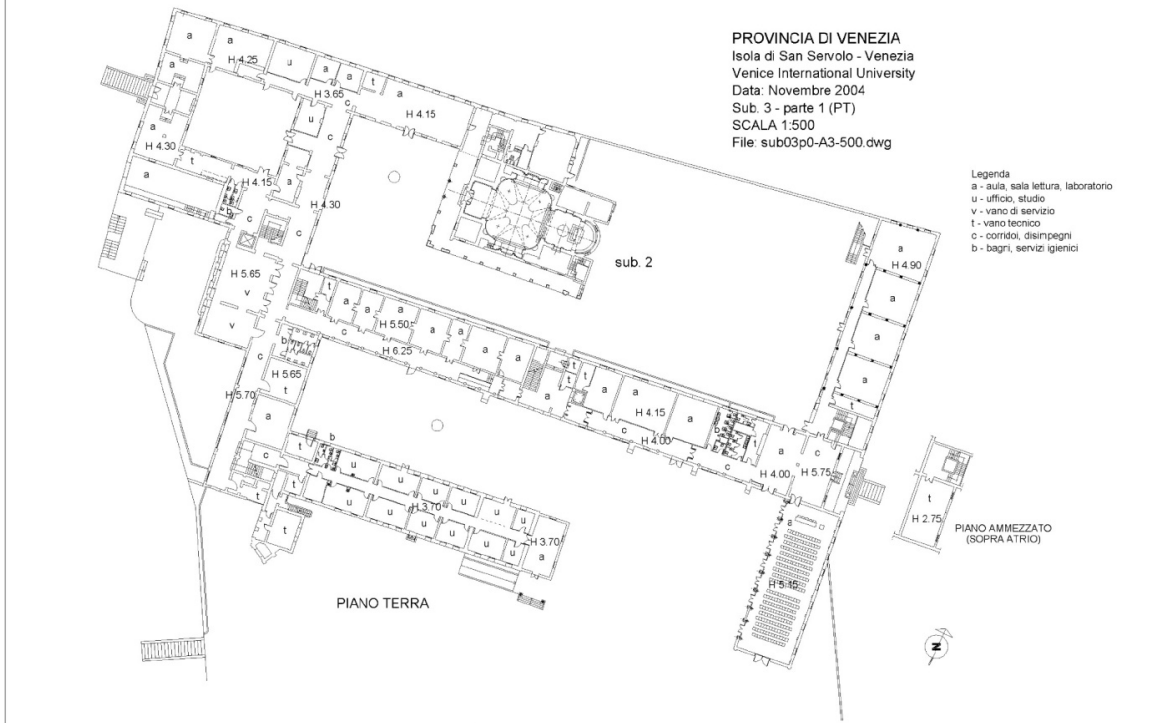 PROVINCIA DI VENEZIA
Isola di San Servolo - Venezia
Venice International University
Data: Novembre 2004
Sub. 3 - parte 1 (PT)
SCALA 1:500
File: sub03p0-A3-500.dwg
Legenda
a - aula, sala lettura, laboratorio
u - ufficio, studio
v - vano di servizio
t - vano tecnico
c - corridoi, disimpegni
b - bagni, servizi igienici
a
a
H 4.25
u
a
a
t
a
H 3.65
c
H 4.15
a
u
c
a
H 4.30
t
H 4.15
a
a
b
c
H 4.30
c
sub. 2
a
H 4.90
a
a
a
t
H 5.65
v
v
t
a
a
a
H 5.50
a
a
a
a
c
H 6.25
a
t
t
t
a
a
H 4.15
a
c
H 4.00
b
t
c
a
H 4.00
c
H 5.75
b
c
H 5.65
t
H 5.70
a
b
t
c
t
t
t
u
u
u
u
u
u
u
H 3.70
u
u
u
u
u
H 3.70
a
a
H 5.15
t
H 2.75
PIANO AMMEZZATO
(SOPRA ATRIO)
PIANO TERRA
N